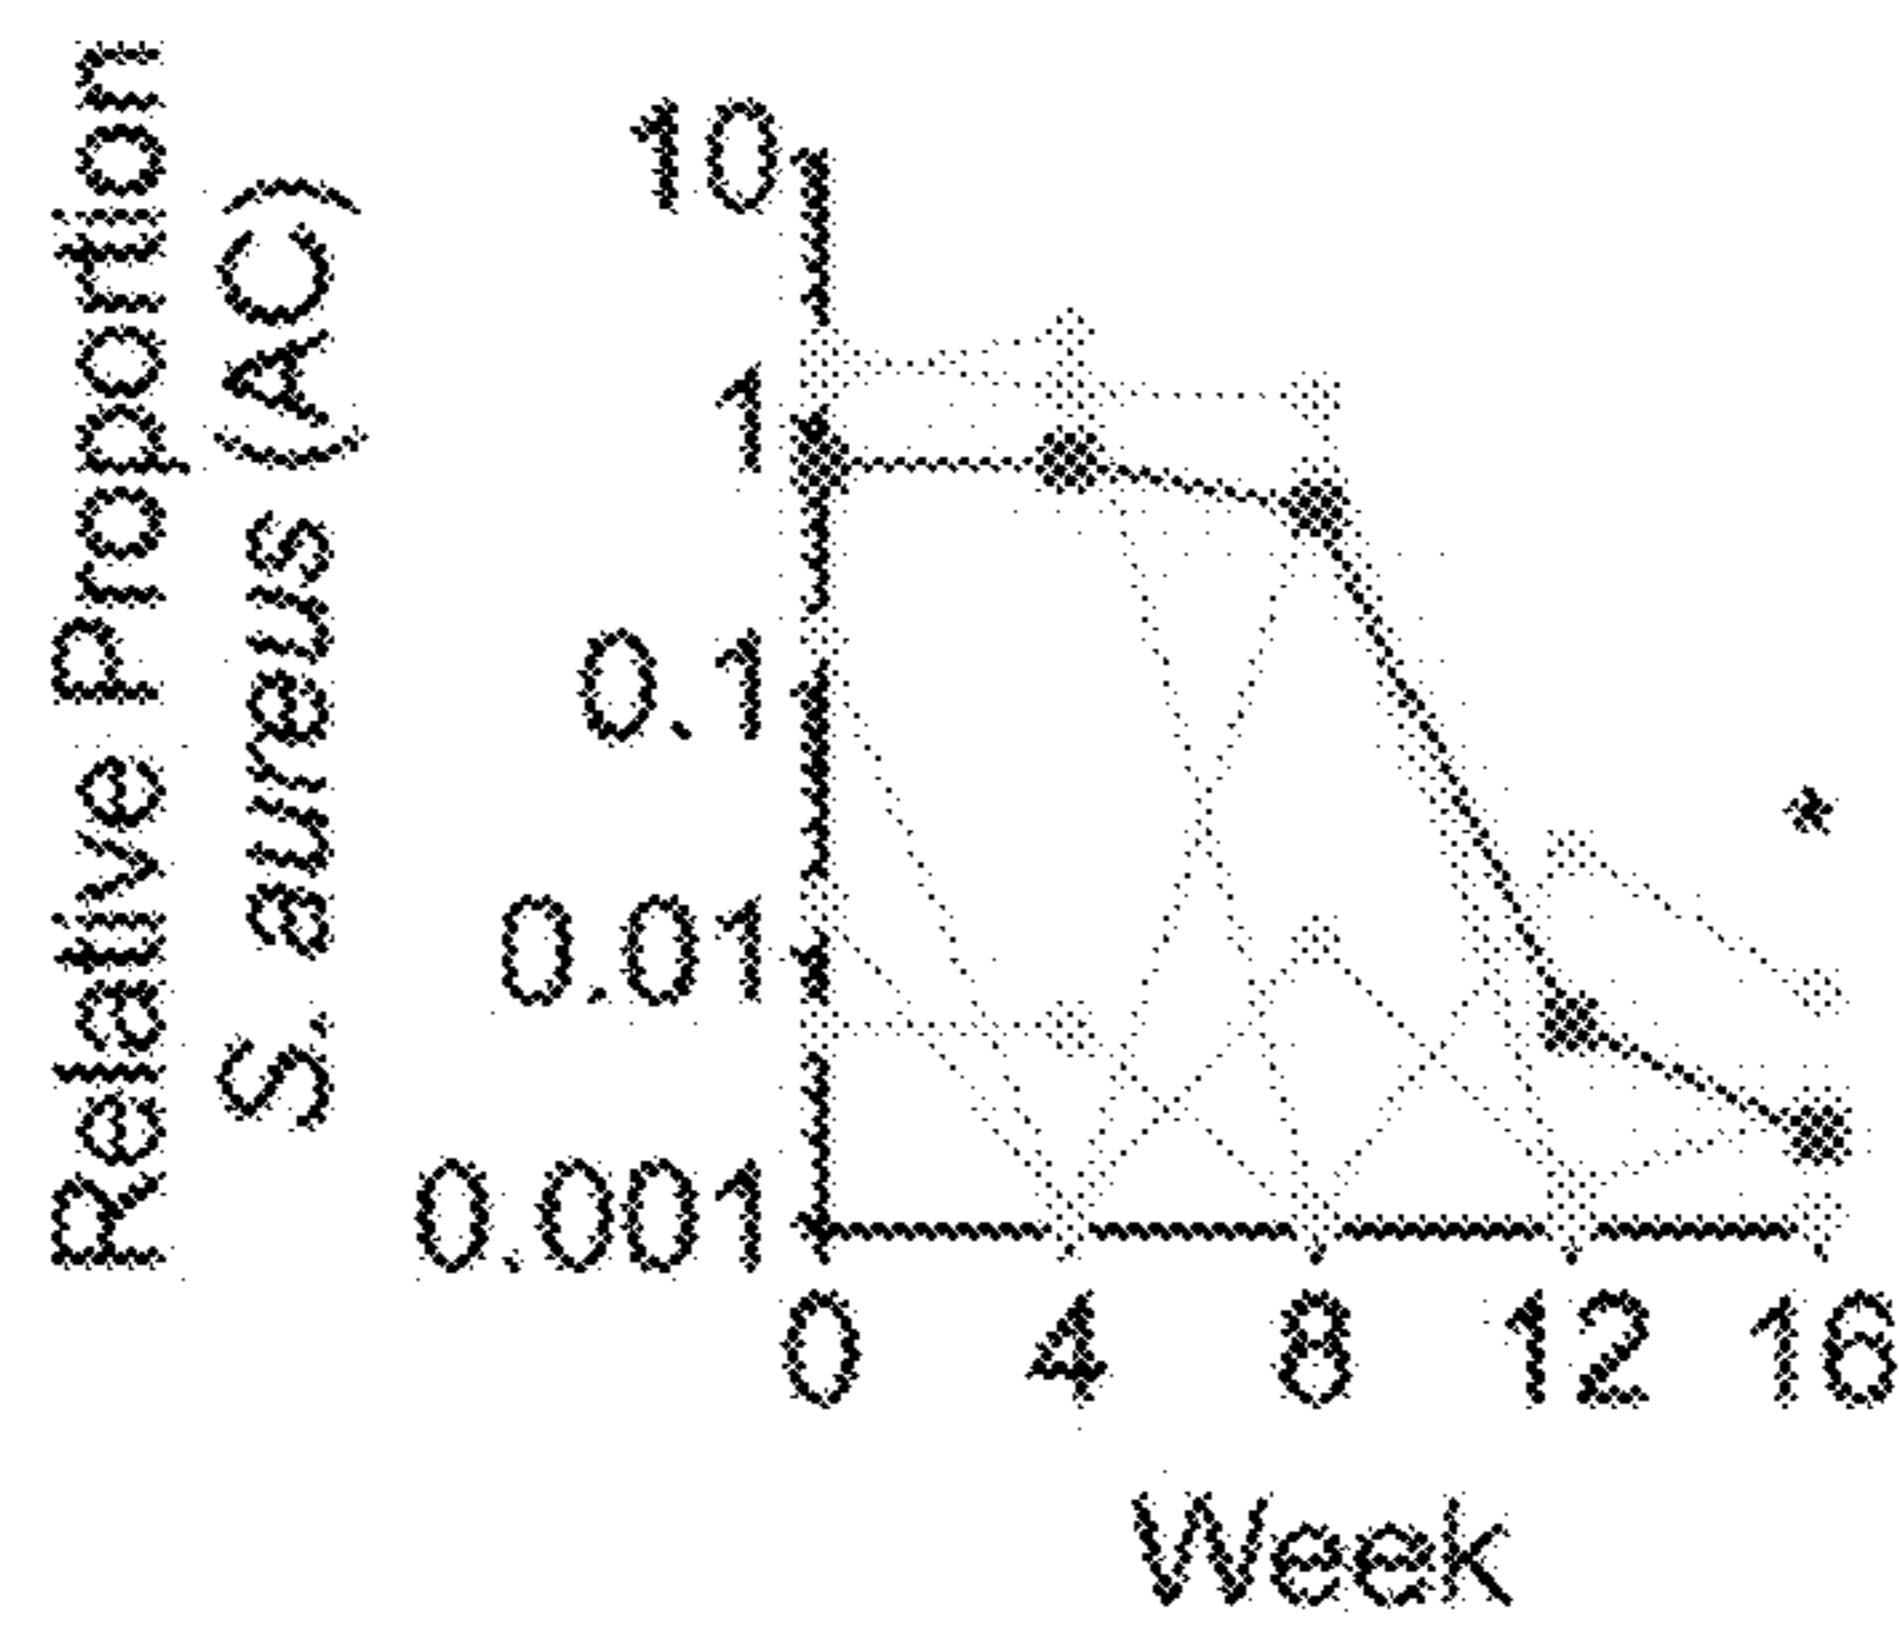 Relative Proportion
S. aureus (AC)
10
1
0.1
0.01
0.001
*
0 4 8 12 16
Week